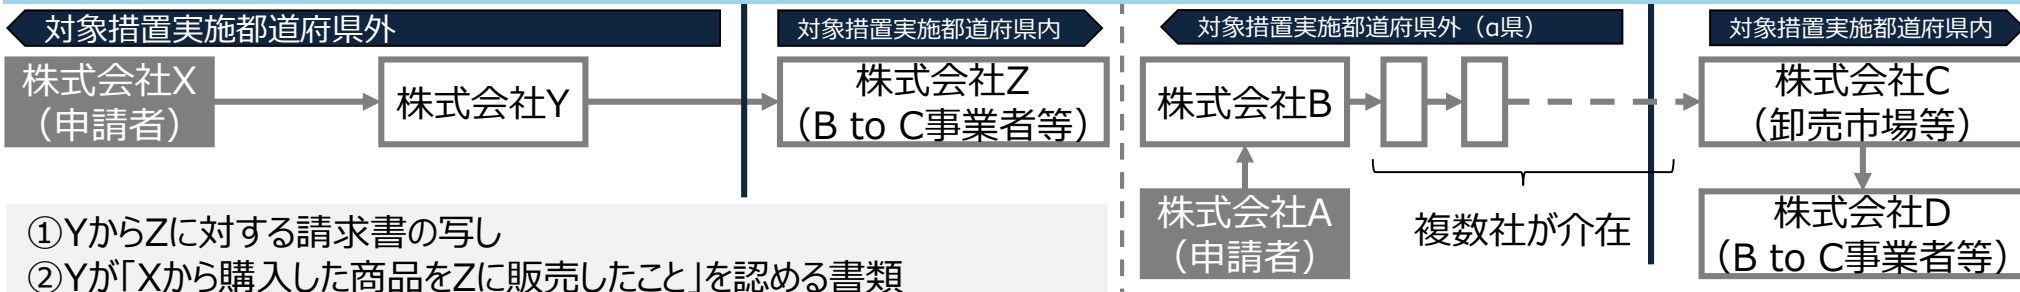 対象措置実施都道府県外
対象措置実施都道府県内
株式会社X
（申請者）
株式会社Y
株式会社Z
（B to C事業者等）
①YからZに対する請求書の写し
②Yが「Xから購入した商品をZに販売したこと」を認める書類
対象措置実施都道府県外（α県）
対象措置実施都道府県内
株式会社B
株式会社C
（卸売市場等）
株式会社A
（申請者）
複数社が介在
株式会社D
（B to C事業者等）